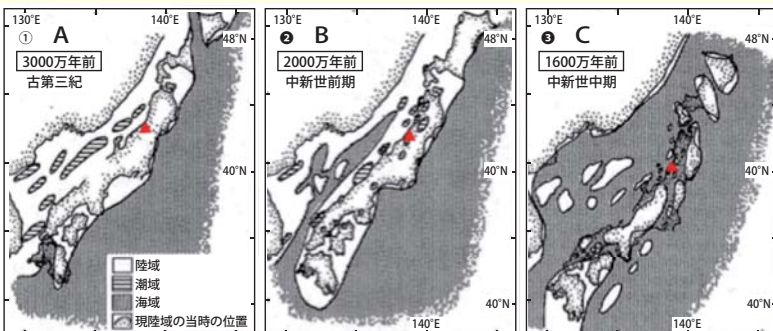 130°E
① A
3000万年前
古第三紀
140°E
48°N
40°N
陸域
潮域
海域
現陸域の当時の位置
130°E
❷ B
2000万年前
中新世前期
48°N
40°N
40°N
140°E
❸ C
1600万年前
中新世中期
140°E
48°N
40°N
40°N
140°E